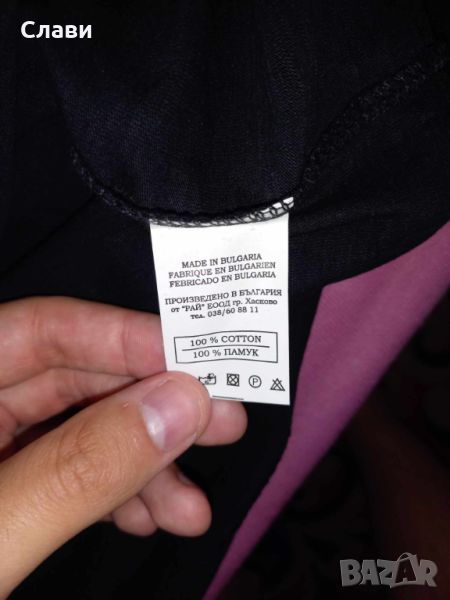 Слави
MADE IN BULGARIA
FABRIQUE EN BULGARIEN
FEBRICADO EN BULGARIA
ПРОИЗВЕДЕНО В БЪЛГАРИЯ
от "РАЙ" ЕООД гр. Хасково
тел. 038/60 88 11
100 % COTTON
100 % ПАМУК
P
BAZAR